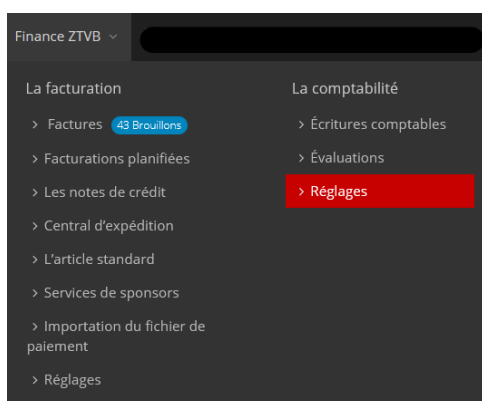 Finance ZTVB
La facturation
Factures 43 Brouillons
Facturations planifiées
Les notes de crédit
Central d'expédition
L'article standard
Services de sponsors
Importation du fichier de
paiement
Réglages
La comptabilité
Écritures comptables
Évaluations
Réglages